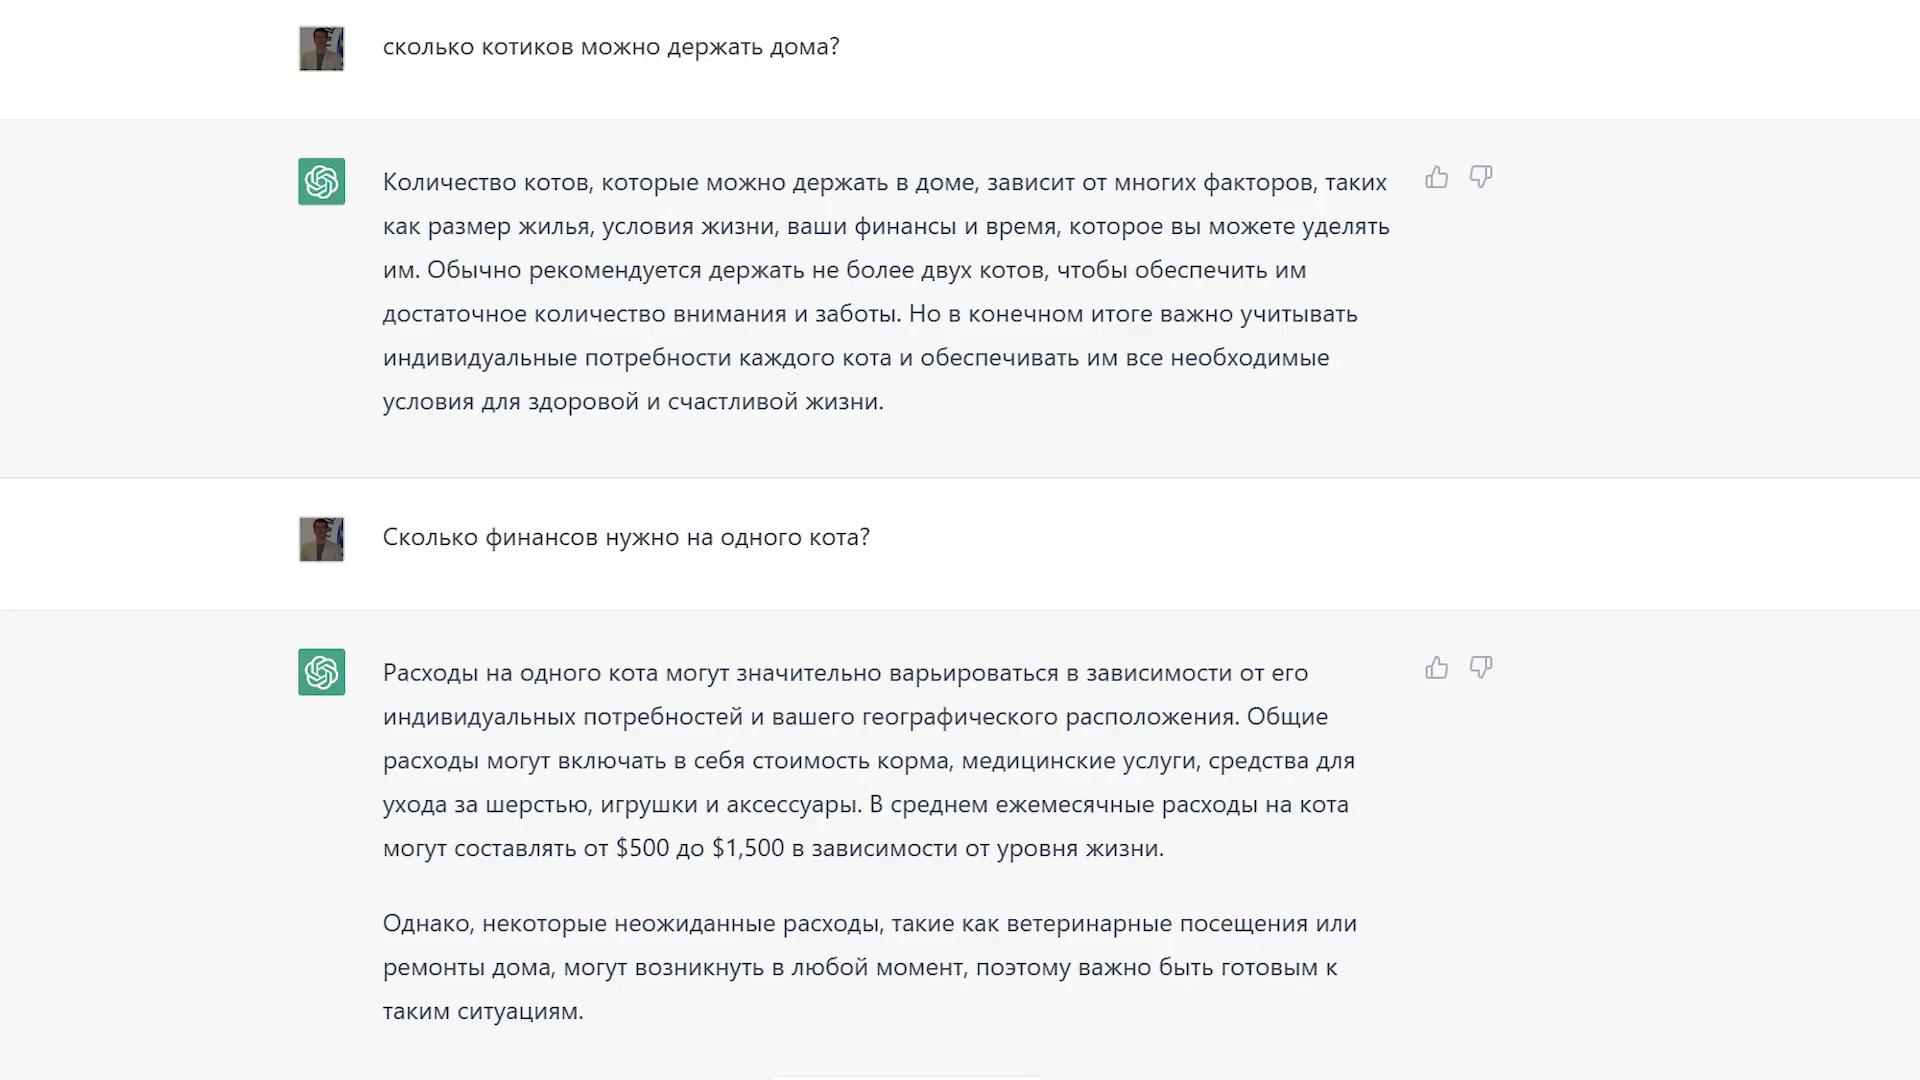 сколько котиков можно держать дома?
Количество котов, которые можно держать в доме, зависит от многих факторов, таких
как размер жилья, условия жизни, ваши финансы и время, которое вы можете уделять
им. Обычно рекомендуется держать не более двух котов, чтобы обеспечить им
достаточное количество внимания и заботы. Но в конечном итоге важно учитывать
индивидуальные потребности каждого кота и обеспечивать им все необходимые
условия для здоровой и счастливой жизни.
Сколько финансов нужно на одного кота?
Расходы на одного кота могут значительно варьироваться в зависимости от его
индивидуальных потребностей и вашего географического расположения. Общие
расходы могут включать в себя стоимость корма, медицинские услуги, средства для
ухода за шерстью, игрушки и аксессуары. В среднем ежемесячные расходы на кота
могут составлять от $500 до $1,500 в зависимости от уровня жизни.
Однако, некоторые неожиданные расходы, такие как ветеринарные посещения или
ремонты дома, могут возникнуть в любой момент, поэтому важно быть готовым к
таким ситуациям.